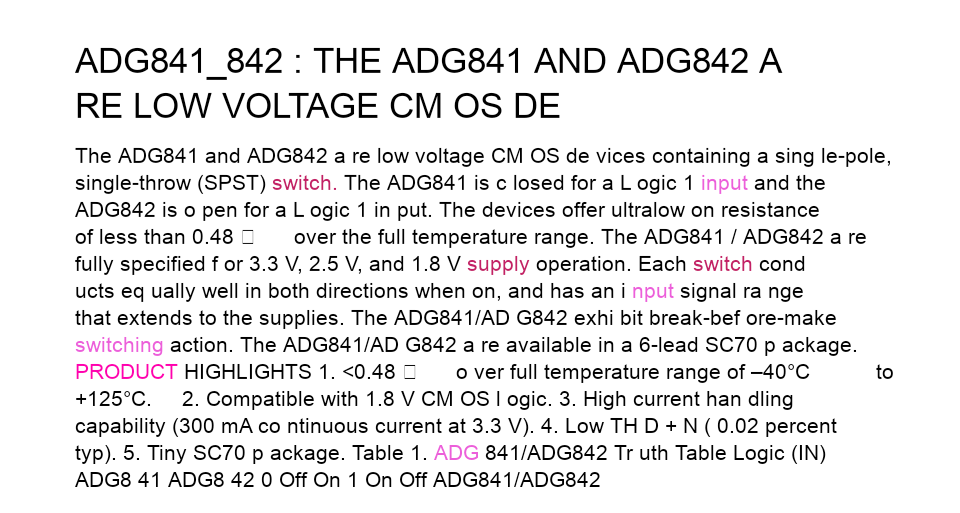 ADG841_842 : THE ADG841 AND ADG842 A
RE LOW VOLTAGE CM OS DE
The ADG841 and ADG842 a re low voltage CM OS de vices containing a sing le-pole,
single-throw (SPST) switch. The ADG841 is c losed for a L ogic 1 input and the
ADG842 is o pen for a L ogic 1 in put. The devices offer ultralow on resistance
of less than 0.48 □ over the full temperature range. The ADG841 / ADG842 a re
fully specified f or 3.3 V, 2.5 V, and 1.8 V supply operation. Each switch cond
ucts eq ually well in both directions when on, and has an i nput signal ra nge
that extends to the supplies. The ADG841/AD G842 exhi bit break-bef ore-make
switching action. The ADG841/AD G842 a re available in a 6-lead SC70 p ackage.
PRODUCT HIGHLIGHTS 1. <0.48 □ o ver full temperature range of –40°C to
+125°C. 2. Compatible with 1.8 V CM OS l ogic. 3. High current han dling
capability (300 mA co ntinuous current at 3.3 V). 4. Low TH D + N ( 0.02 percent
typ). 5. Tiny SC70 p ackage. Table 1. ADG 841/ADG842 Tr uth Table Logic (IN)
ADG8 41 ADG8 42 0 Off On 1 On Off ADG841/ADG842